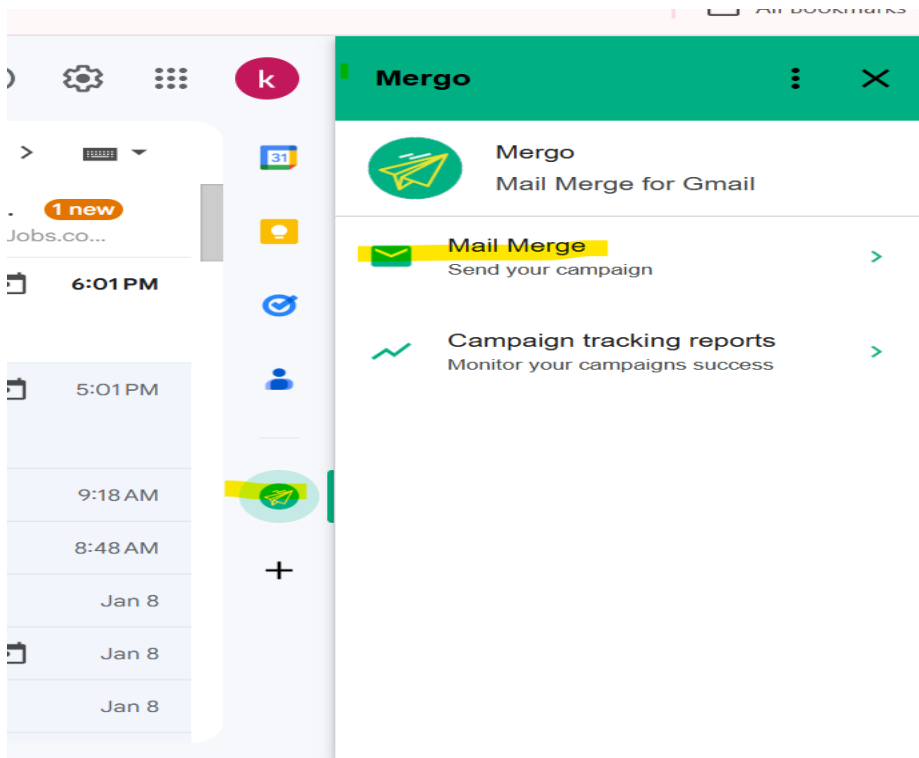 All Bookmarks
k
Mergo
31
Mergo
Mail Merge for Gmail
1 new
Jobs.co...
Mail Merge
Send your campaign
6:01 PM
Campaign tracking reports
Monitor your campaigns success
5:01 PM
9:18 AM
8:48 AM
Jan 8
Jan 8
Jan 8